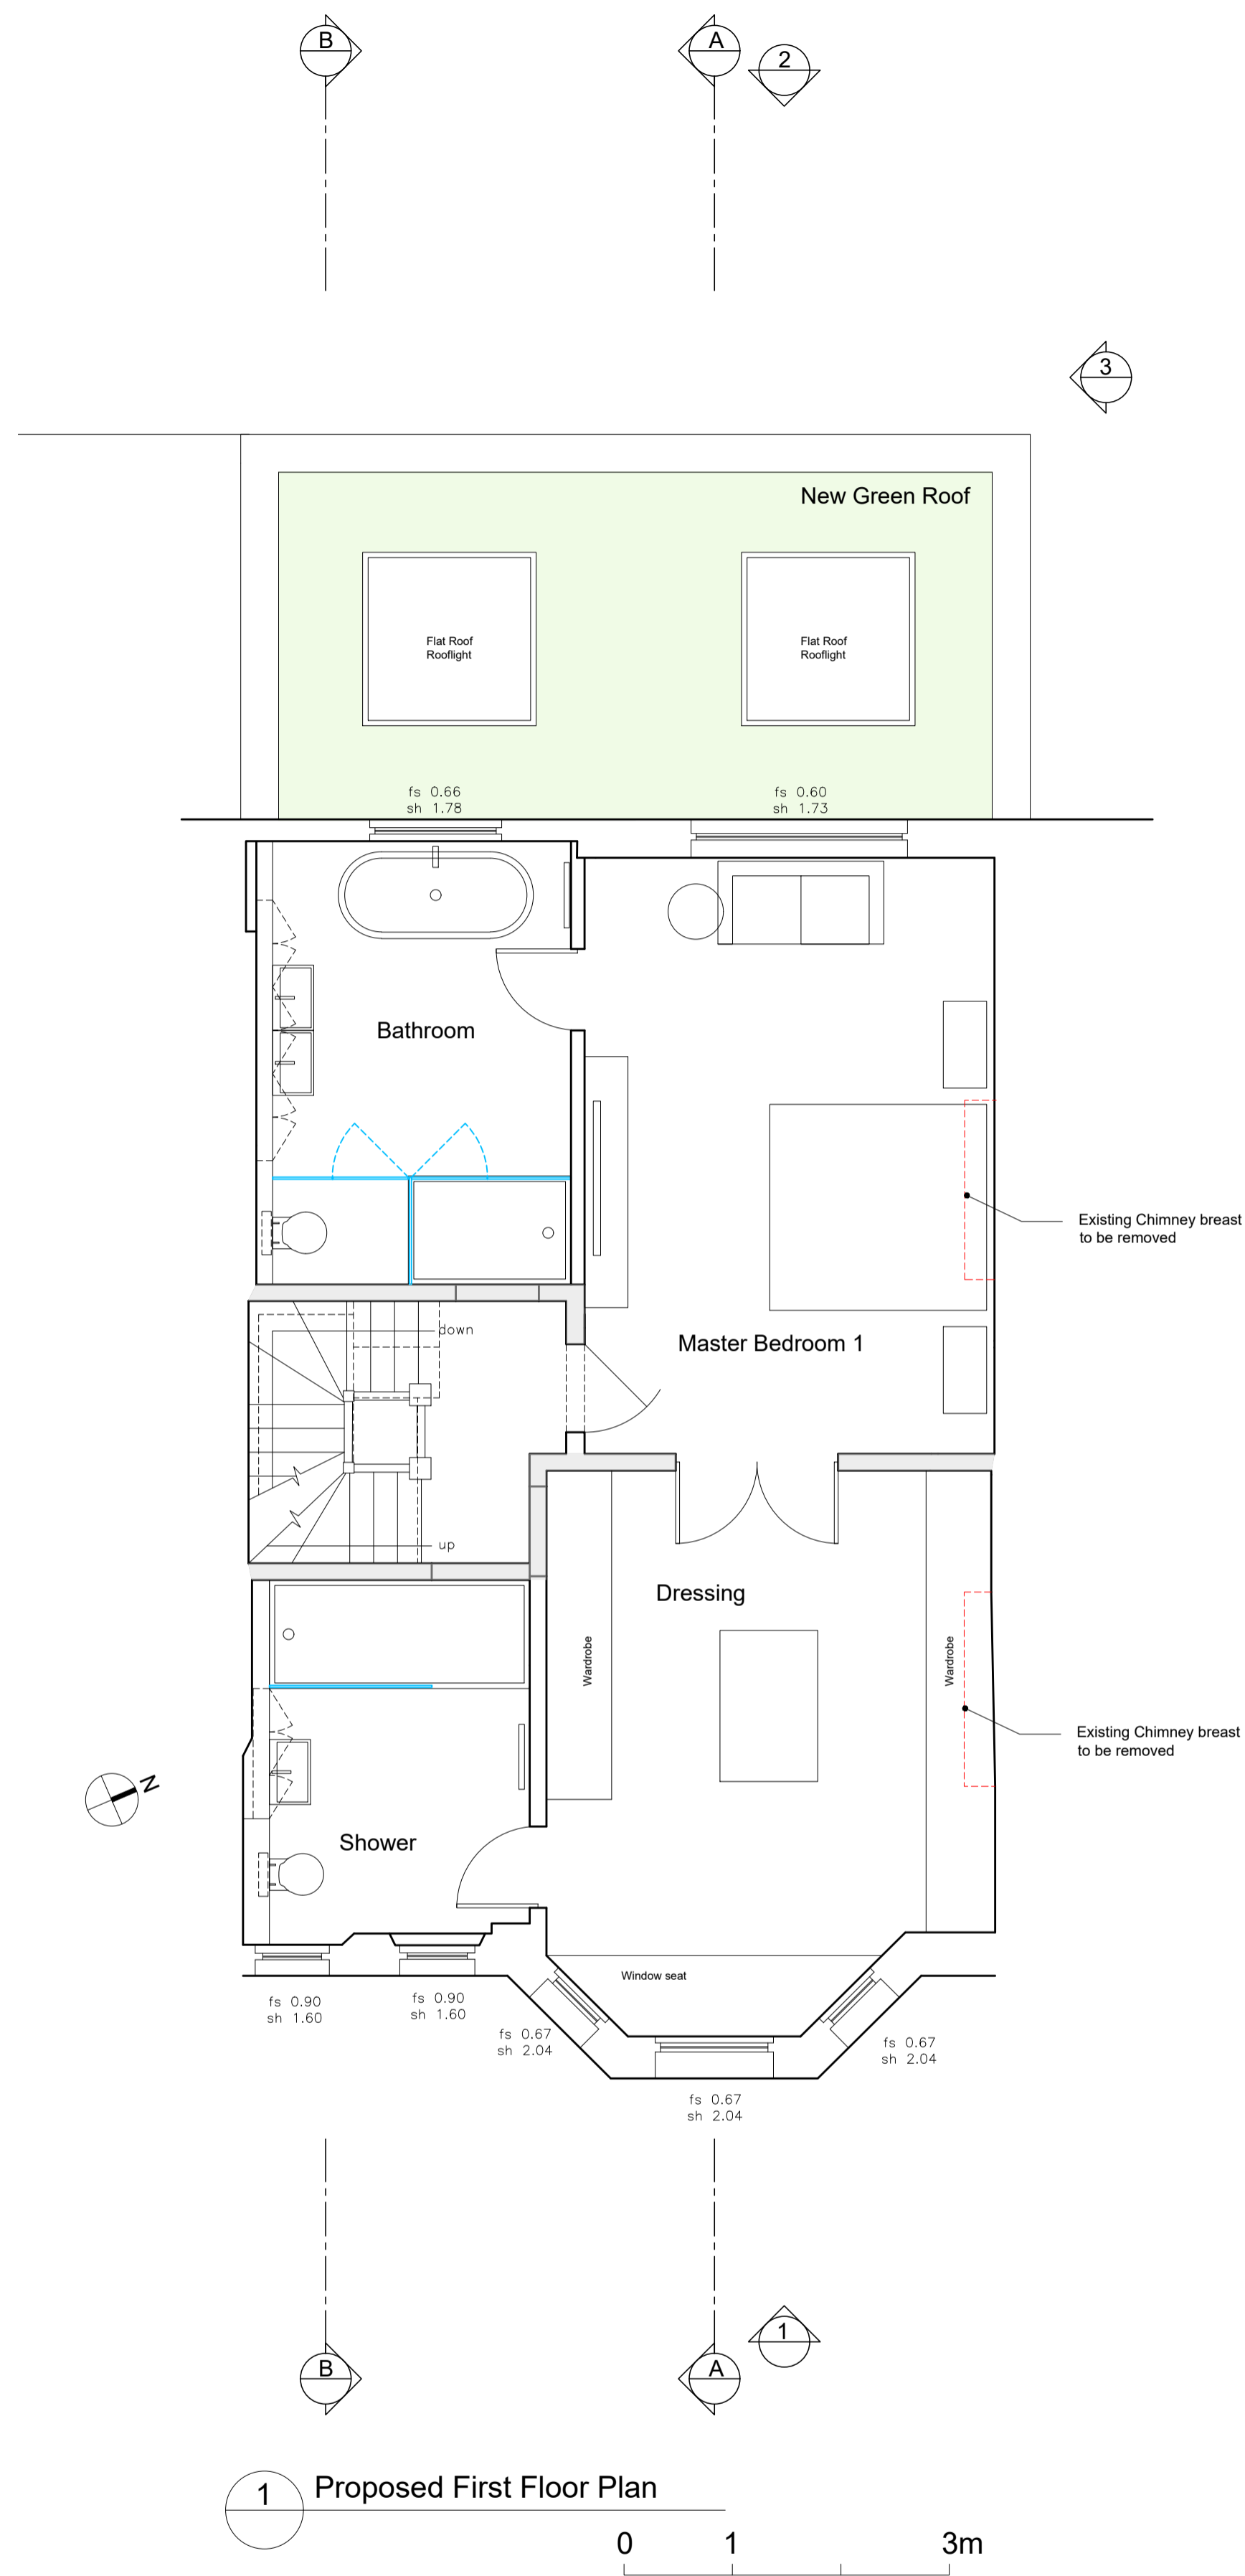 B
A
2
3
New Green Roof
Flat Roof
Rooflight
Flat Roof
Rooflight
fs 0.66
sh 1.78
fs 0.60
sh 1.73
Bathroom
Existing Chimney breast
to be removed
down
Master Bedroom 1
up
Dressing
Wardrobe
Wardrobe
Existing Chimney breast
to be removed
N
Shower
Window seat
fs 0.90
sh 1.60
fs 0.90
sh 1.60
fs 0.67
sh 2.04
fs 0.67
sh 2.04
fs 0.67
sh 2.04
1
B
A
1
Proposed First Floor Plan
0 1 3m